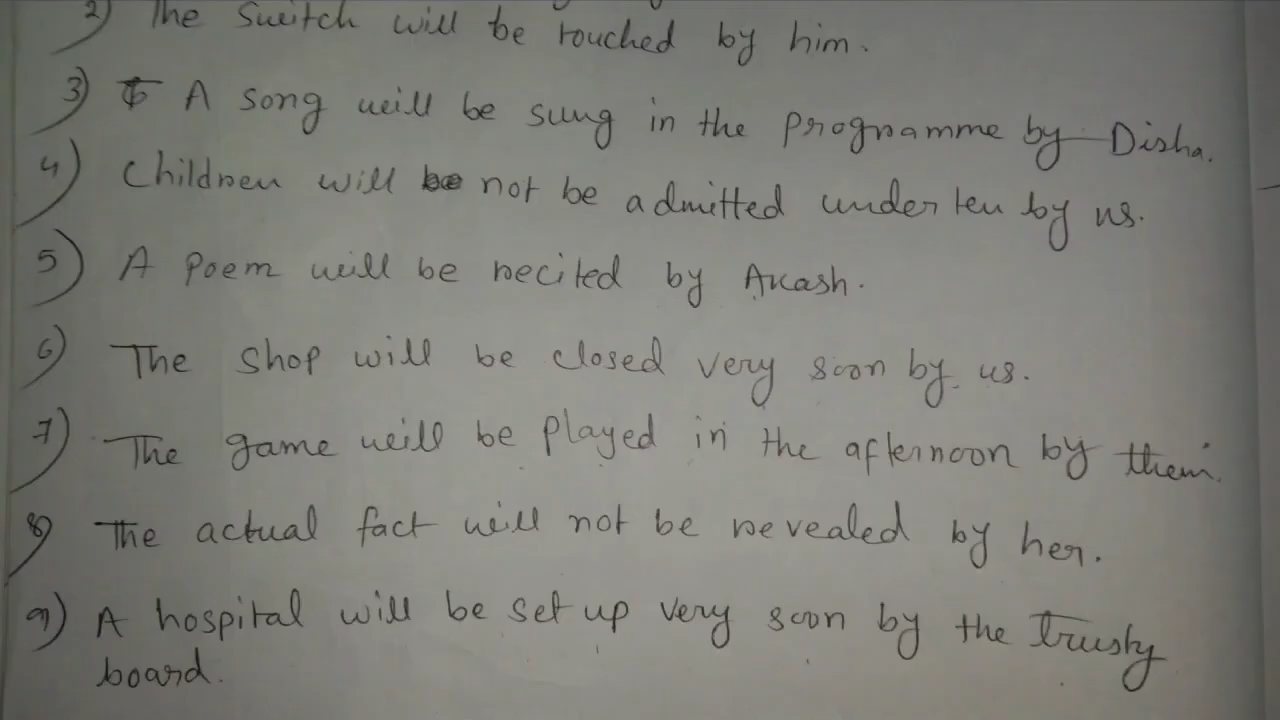 2) The Switch will be touched by him.
3) A song will be sung in the programme by Disha.
4) Children will not be admitted under ten by us.
5) A poem will be recited by Akash.
6) The shop will be closed very soon by us.
7) The game will be played in the afternoon by them.
8) The actual fact will not be revealed by her.
9) A hospital will be set up very soon by the trusty
board.